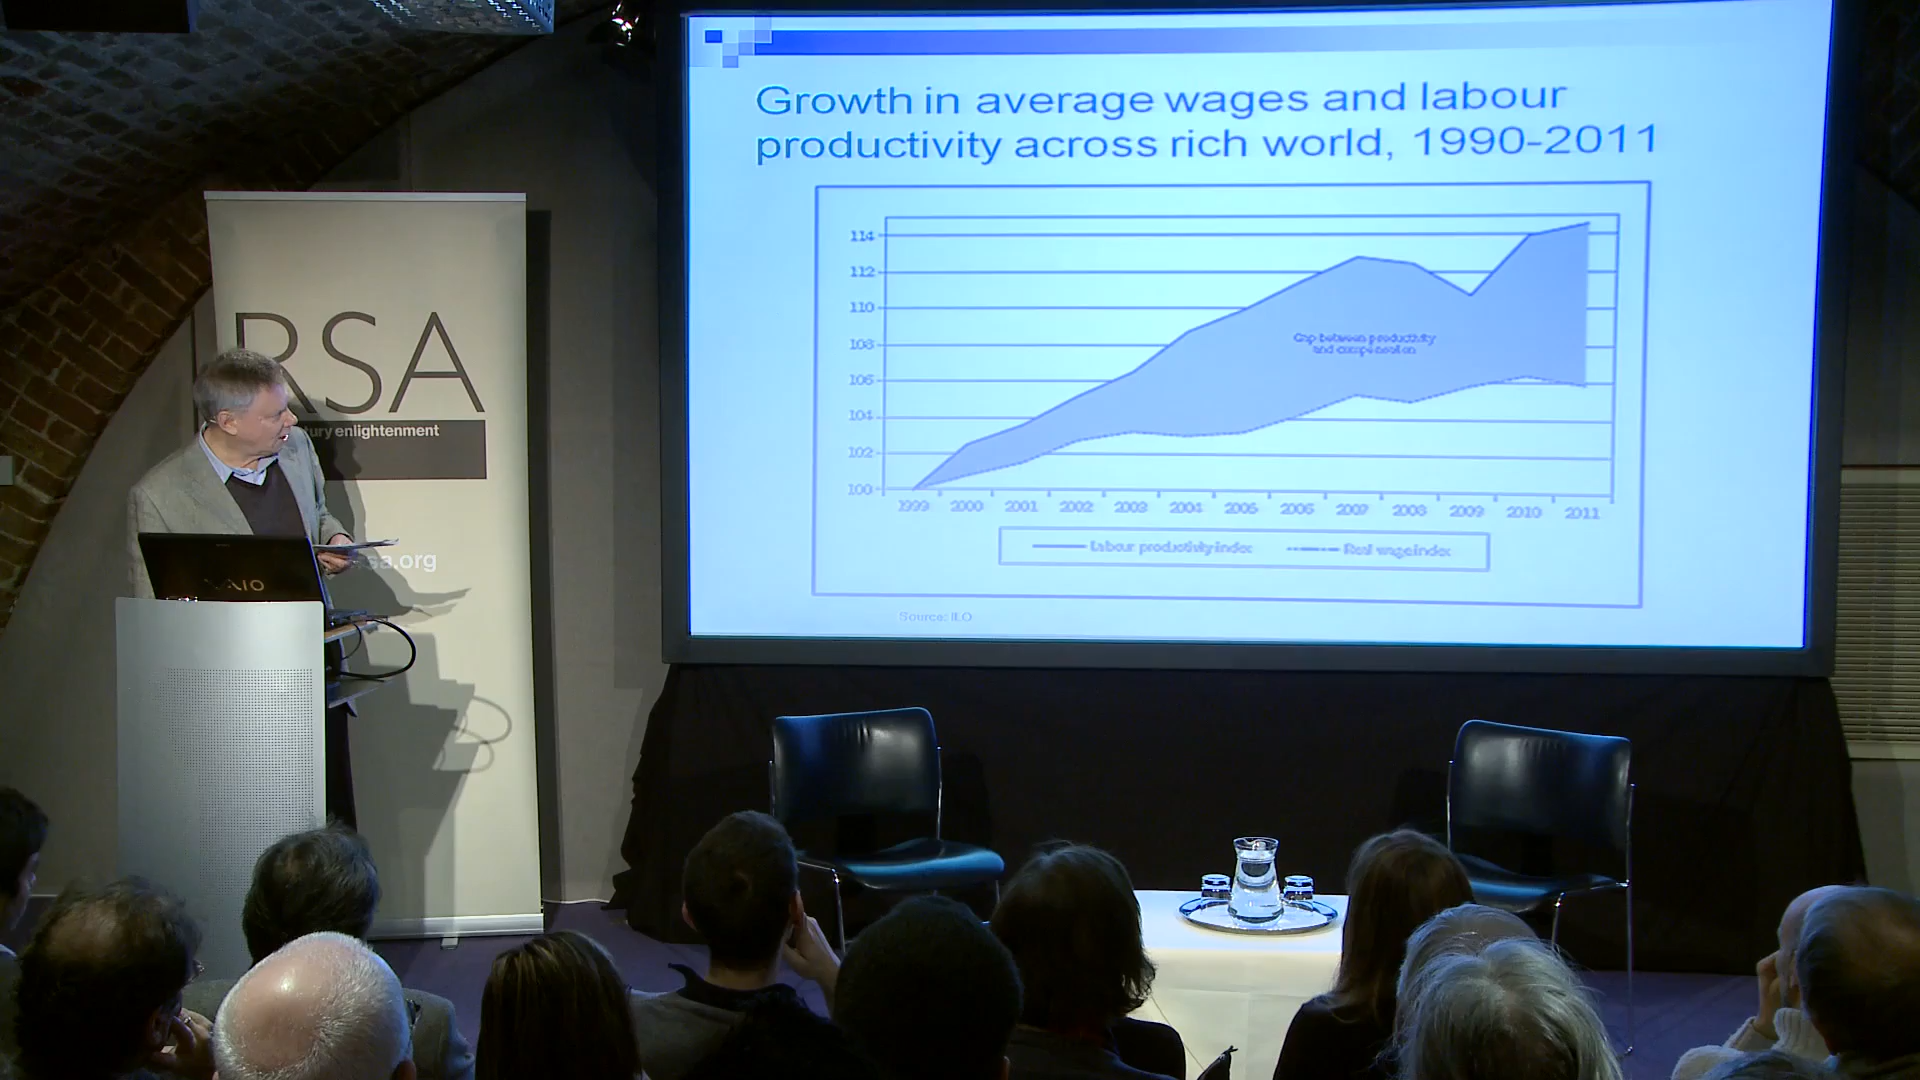 Growth in average wages and labour
productivity across rich world, 1990-2011
114
112
110
108
106
104
102
100
Gap between productivity
and compensation
1999 2000 2001 2002 2003 2004 2005 2006 2007 2008 2009 2010 2011
Labour productivity index Real wage index
Source: ILO
RSA
tury enlightenment
sa.org
VAIO